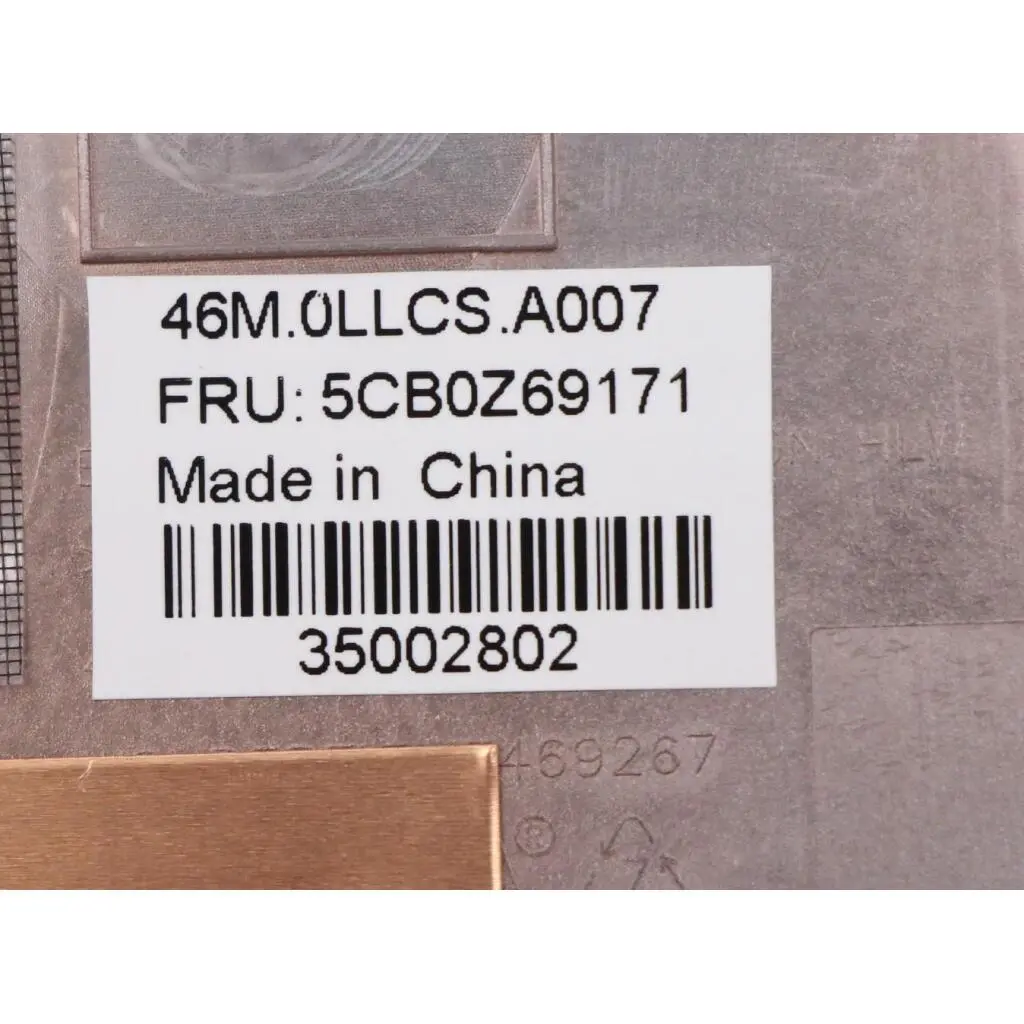 46M.0LLCS.A007
FRU: 5CB0Z69171
Made in China
35002802
469267
®